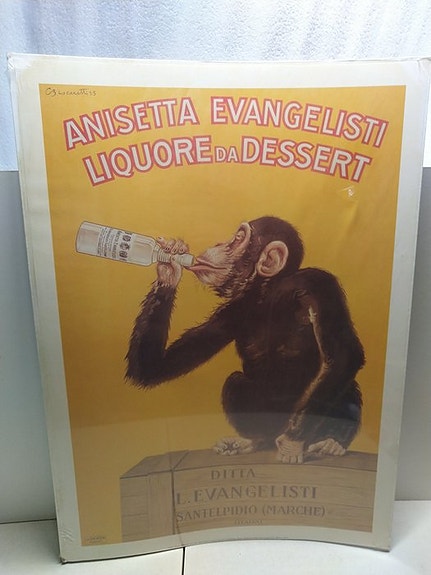 ANISETTA EVANGELISTI
LIQUORE DA DESSERT
DITTA
L. EVANGELISTI
SANTELPIDIO (MARCHE)